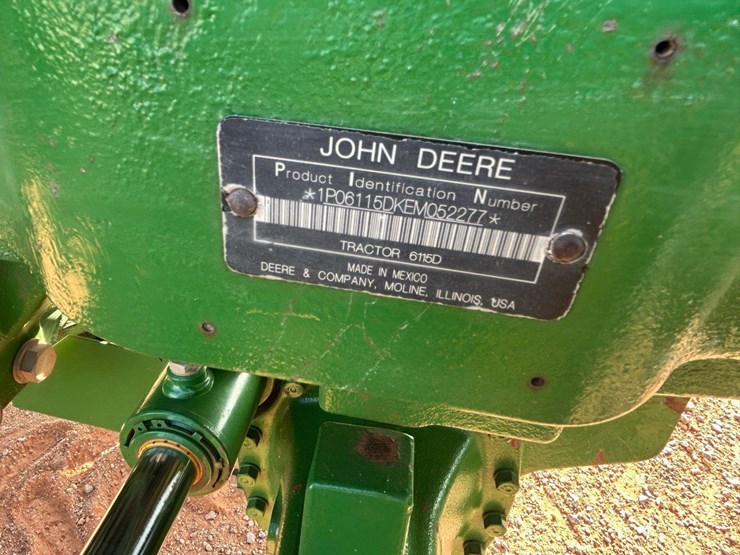 JOHN DEERE
Product Identification Number
*1P06115DKEM052277*
TRACTOR 6115D
MADE IN MEXICO
DEERE & COMPANY, MOLINE, ILLINOIS, USA